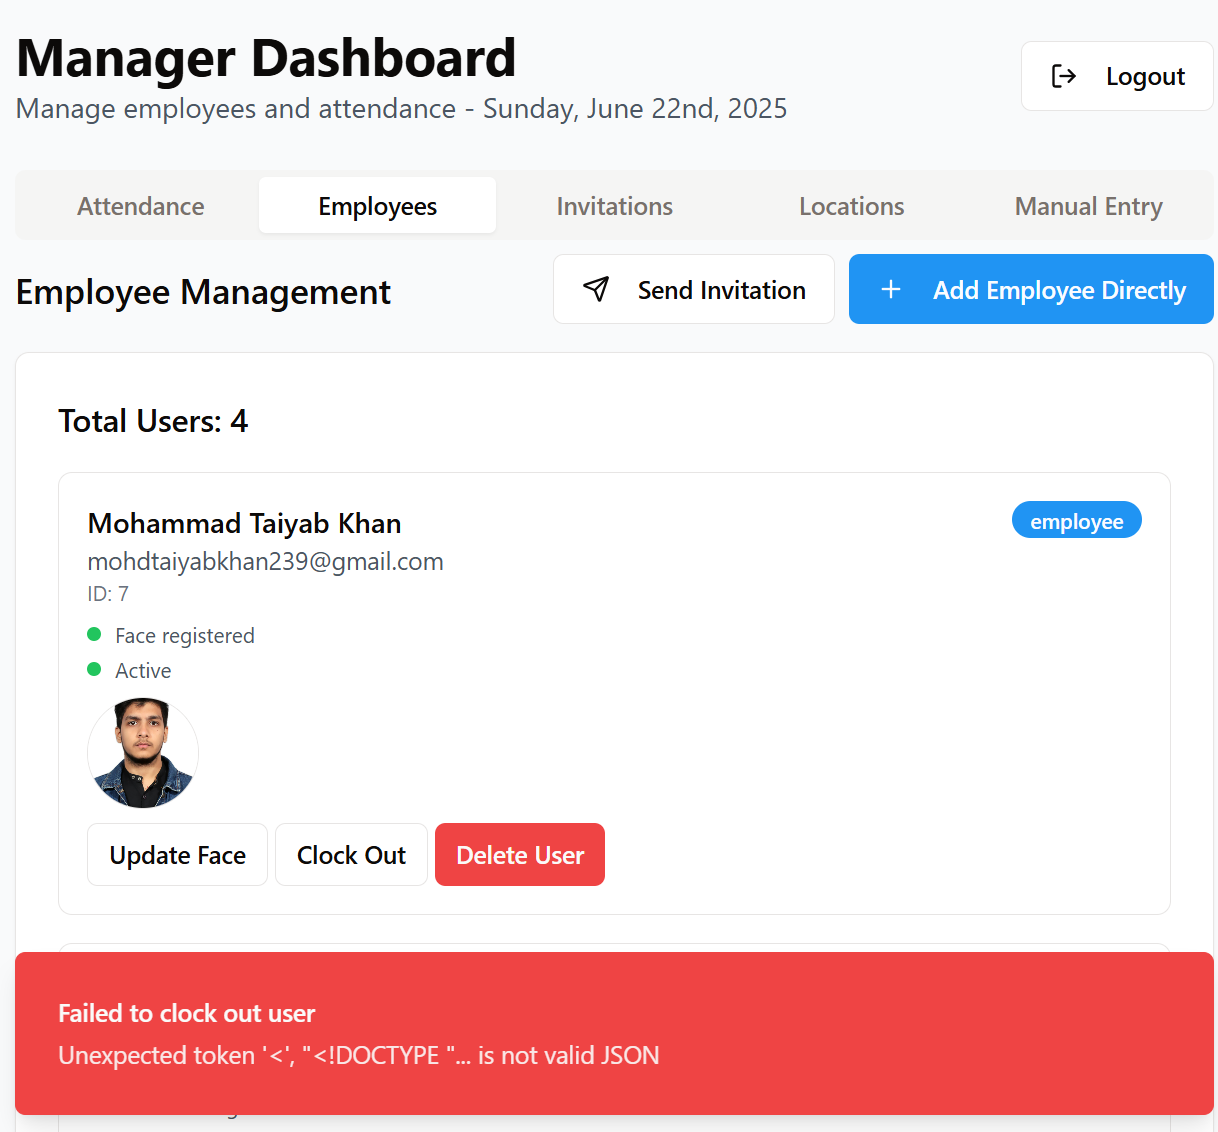 Manager Dashboard
Manage employees and attendance - Sunday, June 22nd, 2025
Logout
Attendance
Employees
Invitations
Locations
Manual Entry
Employee Management
Send Invitation
Add Employee Directly
Total Users: 4
Mohammad Taiyab Khan
employee
mohdtaiyabkhan239@gmail.com
ID: 7
Face registered
Active
Update Face
Clock Out
Delete User
Failed to clock out user
Unexpected token '<', "<!DOCTYPE "... is not valid JSON